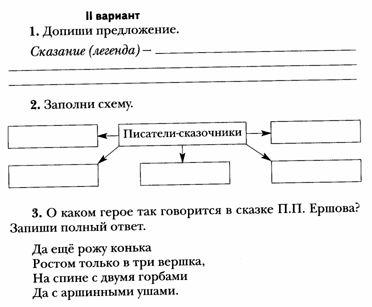 II вариант
1. Допиши предложение.
Сказание (легенда) –
2. Заполни схему.
Писатели-сказочники
3. О каком герое так говорится в сказке П.П. Ершова?
Запиши полный ответ.
Да ещё рожу конька
Ростом только в три вершка,
На спине с двумя горбами
Да с аршинными ушами.